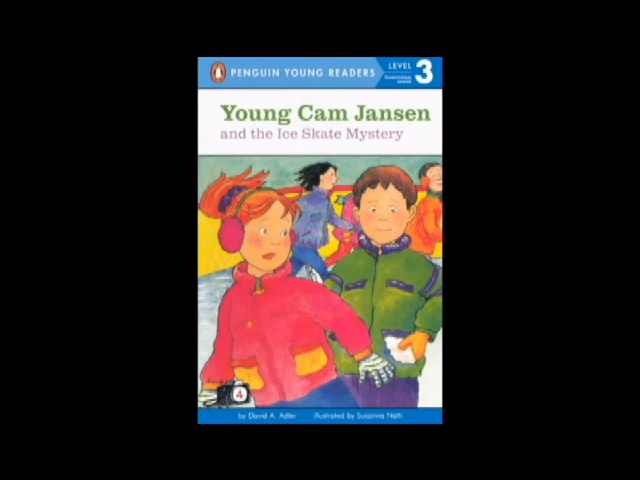 PENGUIN YOUNG READERS
LEVEL
3
Young Cam Jansen
and the Ice Skate Mystery
4
by David A. Adler illustrated by Susanna Natti